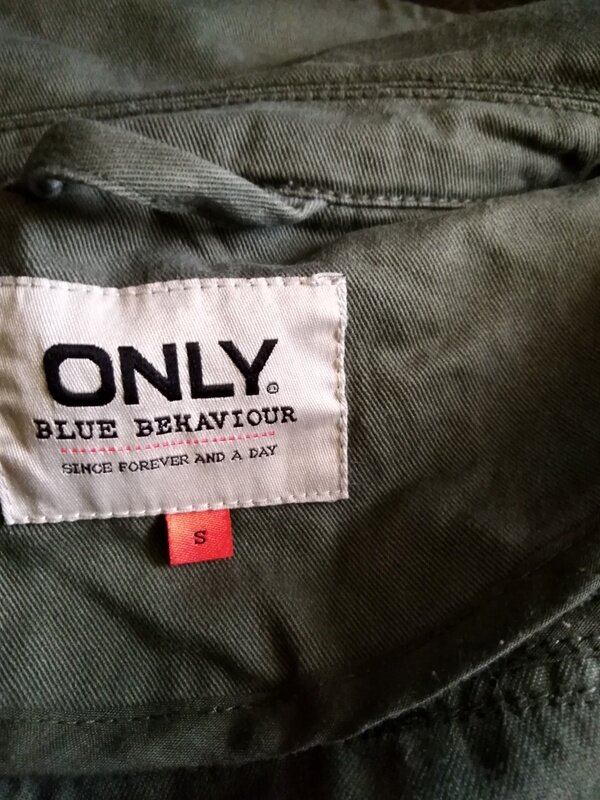 ONLY®
BLUE BEHAVIOUR
SINCE FOREVER AND A DAY
S